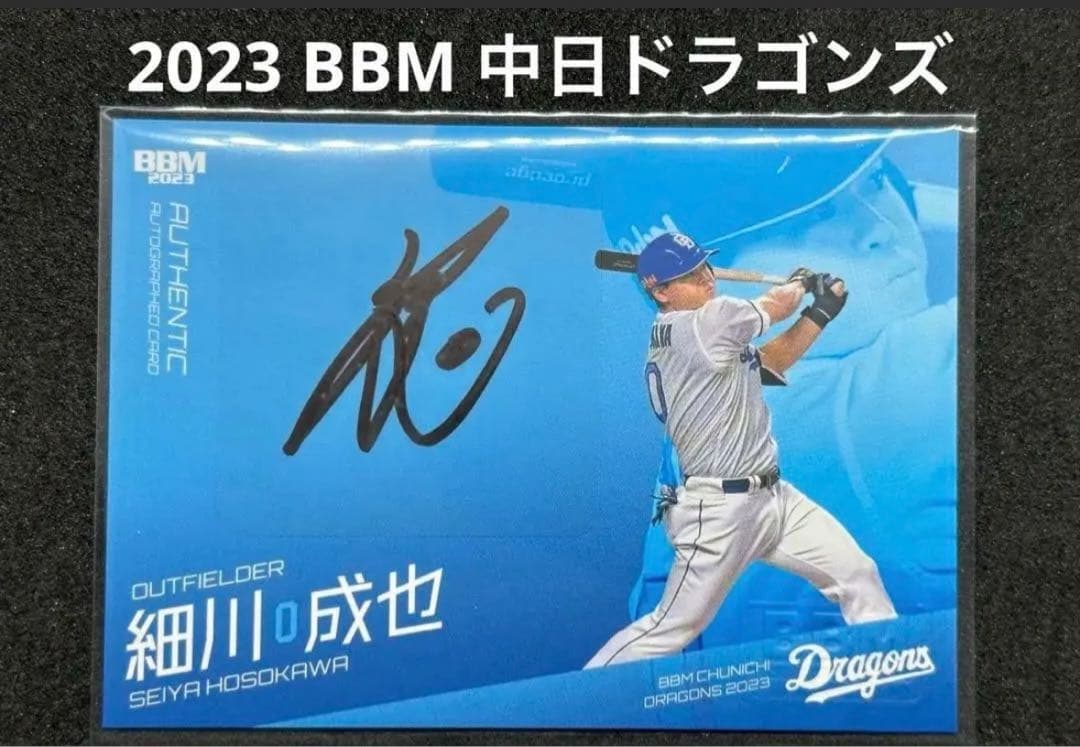 2023 BBM 中日ドラゴンズ
BBM
2023
AUTHENTIC
AUTOGRAPHED CARD
0
OUTFIELDER
細川 0 成也
SEIYA HOSOKAWA
BBM CHUNICHI
DRAGONS 2023
Dragons